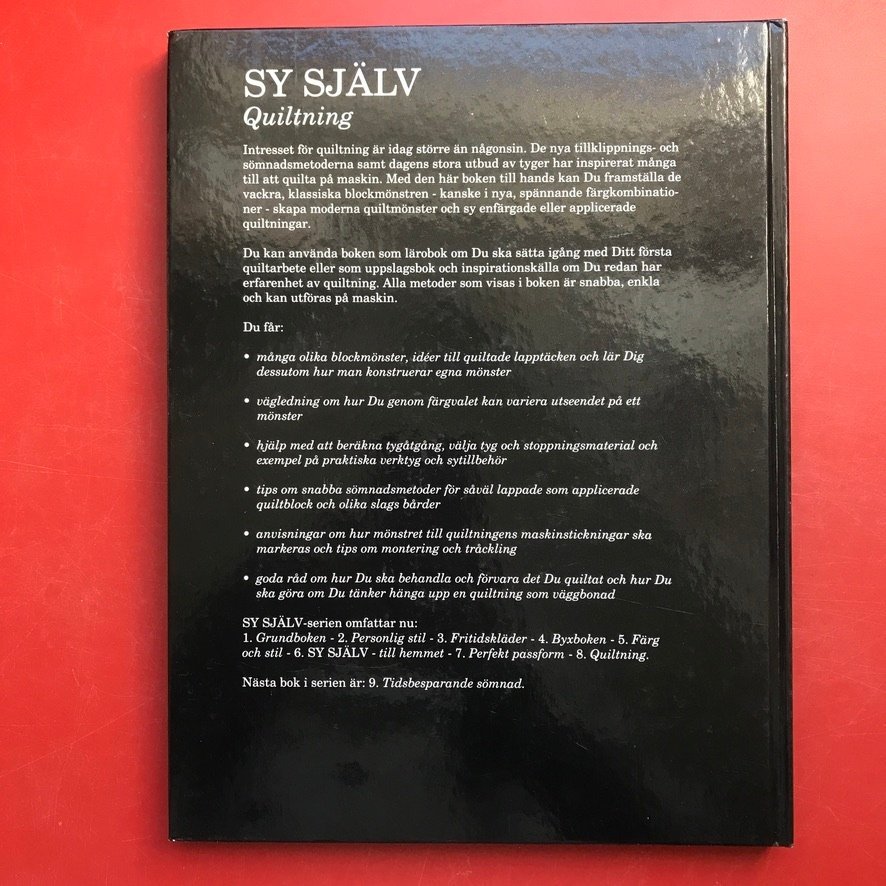 SY SJÄLV
Quiltning
Intresset för quiltning är idag större än någonsin. De nya tillklippnings- och
sömnadsmetoderna samt dagens stora utbud av tyger har inspirerat många
till att quilta på maskin. Med den här boken till hands kan Du framställa de
vackra, klassiska blockmönstren - kanske i nya, spännande färgkombinatio-
ner - skapa moderna quiltmönster och sy enfärgade eller applicerade
quiltningar.
Du kan använda boken som lärobok om Du ska sätta igång med Ditt första
quiltarbete eller som uppslagsbok och inspirationskälla om Du redan har
erfarenhet av quiltning. Alla metoder som visas i boken är snabba, enkla
och kan utföras på maskin.
Du får:
• många olika blockmönster, idéer till quiltade lapptäcken och lär Dig
dessutom hur man konstruerar egna mönster
• vägledning om hur Du genom färgvalet kan variera utseendet på ett
mönster
• hjälp med att beräkna tygåtgång, välja tyg och stoppningsmaterial och
exempel på praktiska verktyg och sytillbehör
• tips om snabba sömnadsmetoder för såväl lappade som applicerade
quiltblock och olika slags bårder
• anvisningar om hur mönstret till quiltningens maskinstickningar ska
markeras och tips om montering och tråckling
• goda råd om hur Du ska behandla och förvara det Du quiltat och hur Du
ska göra om Du tänker hänga upp en quiltning som väggbonad
SY SJÄLV-serien omfattar nu:
1. Grundboken - 2. Personlig stil - 3. Fritidskläder - 4. Byxboken - 5. Färg
och stil - 6. SY SJÄLV - till hemmet - 7. Perfekt passform - 8. Quiltning.
Nästa bok i serien är: 9. Tidsbesparande sömnad.